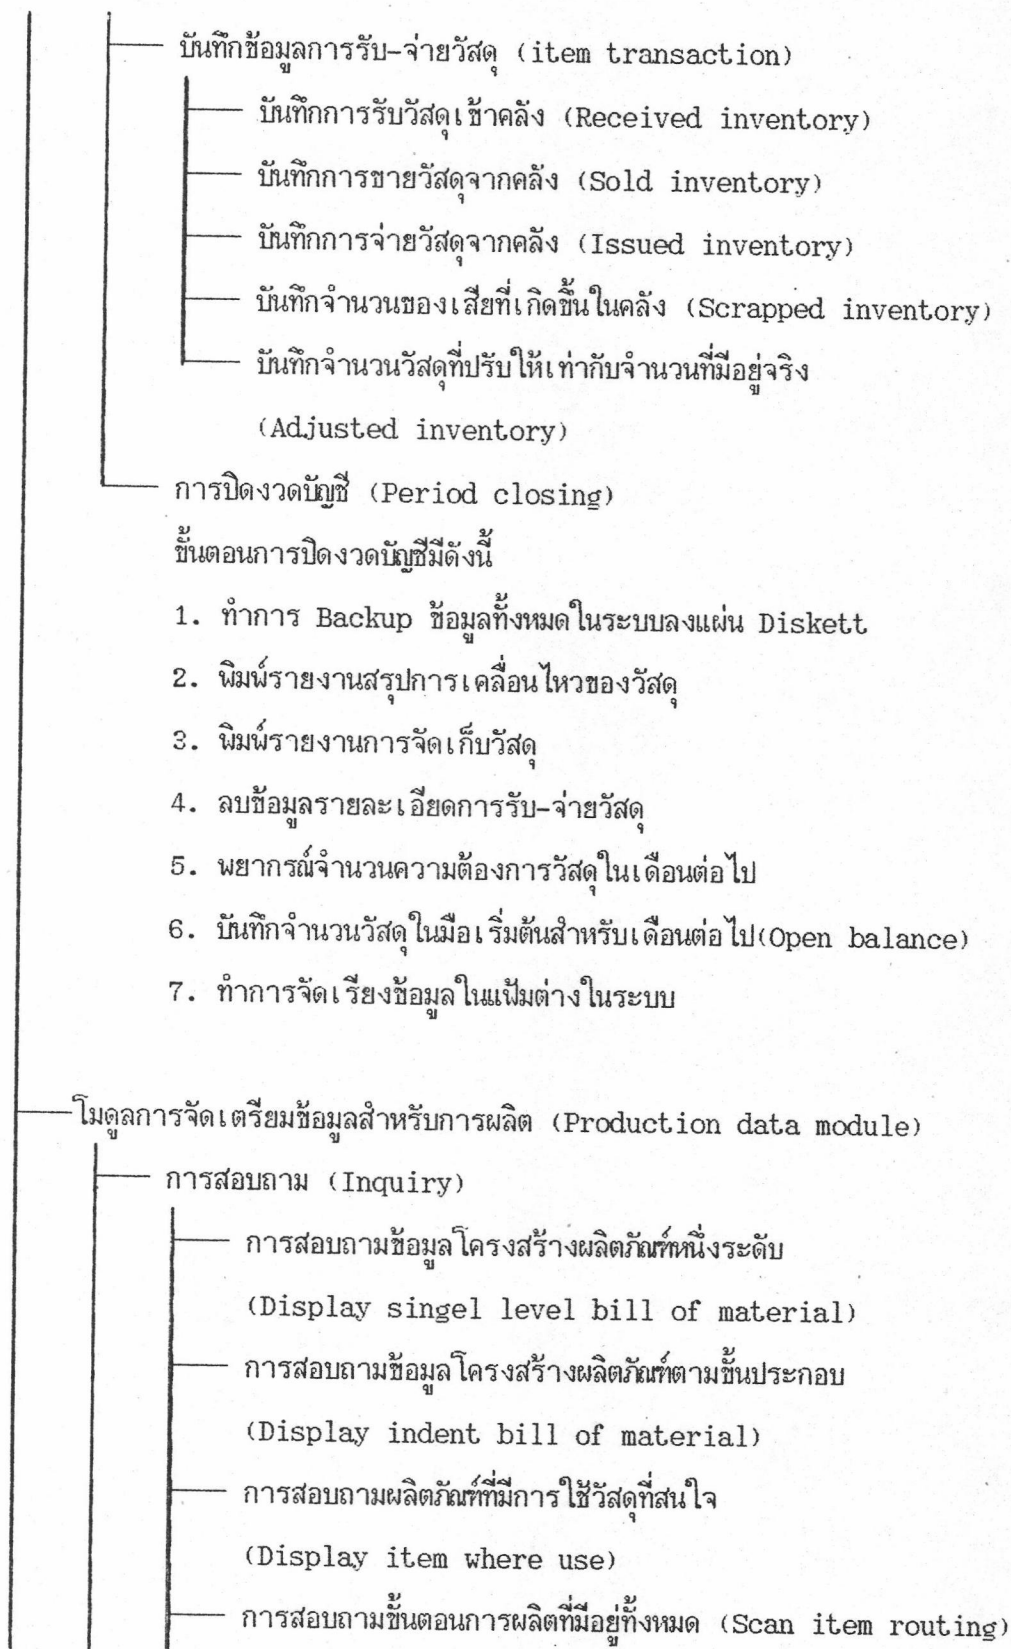 บันทึกข้อมูลการรับ-จ่ายวัสดุ (item transaction)
บันทึกการรับวัสดุเข้าคลัง (Received inventory)
บันทึกการขายวัสดุจากคลัง (Sold inventory)
บันทึกการจ่ายวัสดุจากคลัง (Issued inventory)
บันทึกจำนวนของเสียที่เกิดขึ้นในคลัง (Scrapped inventory)
บันทึกจำนวนวัสดุที่ปรับให้เท่ากับจำนวนที่มีอยู่จริง
(Adjusted inventory)
การปิดงวดบัญชี (Period closing)
ขั้นตอนการปิดงวดบัญชีมีดังนี้
1. ทำการ Backup ข้อมูลทั้งหมดในระบบลงแผ่น Diskett
2. พิมพ์รายงานสรุปการเคลื่อนไหวของวัสดุ
3. พิมพ์รายงานการจัดเก็บวัสดุ
4. ลบข้อมูลรายละเอียดการรับ-จ่ายวัสดุ
5. พยากรณ์จำนวนความต้องการวัสดุในเดือนต่อไป
6. บันทึกจำนวนวัสดุในมือเริ่มต้นสำหรับเดือนต่อไป(Open balance)
7. ทำการจัดเรียงข้อมูลในแฟ้มต่างในระบบ
โมดูลการจัดเตรียมข้อมูลสำหรับการผลิต (Production data module)
การสอบถาม (Inquiry)
การสอบถามข้อมูลโครงสร้างผลิตภัณฑ์หนึ่งระดับ
(Display singel level bill of material)
การสอบถามข้อมูลโครงสร้างผลิตภัณฑ์ตามขั้นประกอบ
(Display indent bill of material)
การสอบถามผลิตภัณฑ์ที่มีการใช้วัสดุที่สนใจ
(Display item where use)
การสอบถามขั้นตอนการผลิตที่มีอยู่ทั้งหมด (Scan item routing)